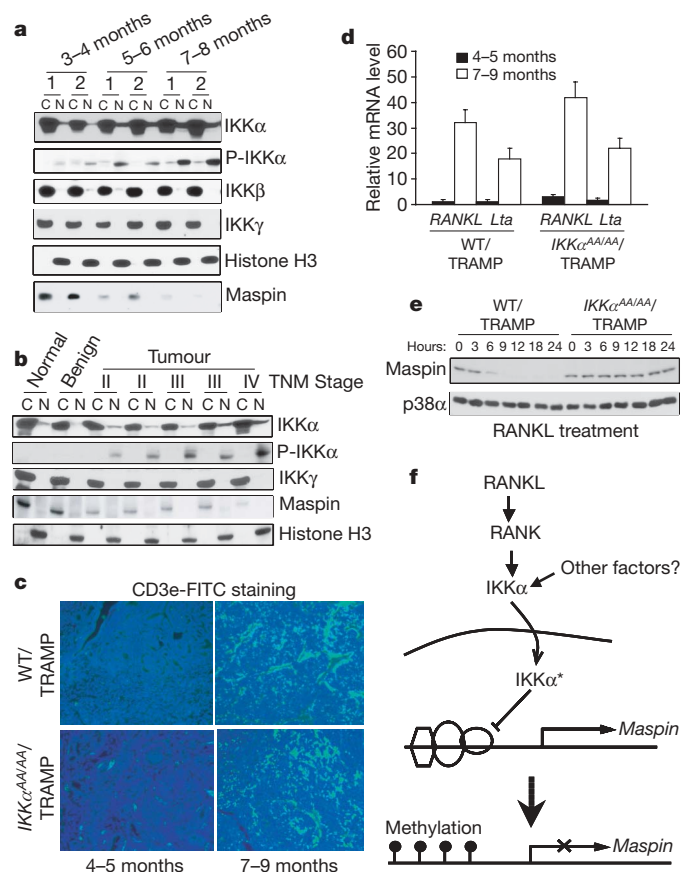 a
3–4 months
5–6 months
7–8 months
1 2 1 2 1 2
C N C N C N C N C N C N
IKKα
P-IKKα
IKKβ
IKKγ
Histone H3
Maspin
b
Normal
Benign
Tumour
II II III III IV TNM Stage
C N C N C N C N C N C N C N
IKKα
P-IKKα
IKKγ
Maspin
Histone H3
c
CD3e-FITC staining
WT/
TRAMP
IKKα^AA/AA/
TRAMP
4–5 months 7–9 months
d
Relative mRNA level
60
50
40
30
20
10
0
4–5 months
7–9 months
RANKL Lta RANKL Lta
WT/
TRAMP
IKKα^AA/AA/
TRAMP
e
WT/
TRAMP
IKKα^AA/AA/
TRAMP
Hours: 0 3 6 9 12 18 24 0 3 6 9 12 18 24
Maspin
p38α
RANKL treatment
f
RANKL
RANK
IKKα
Other factors?
IKKα*
Maspin
Methylation
Maspin